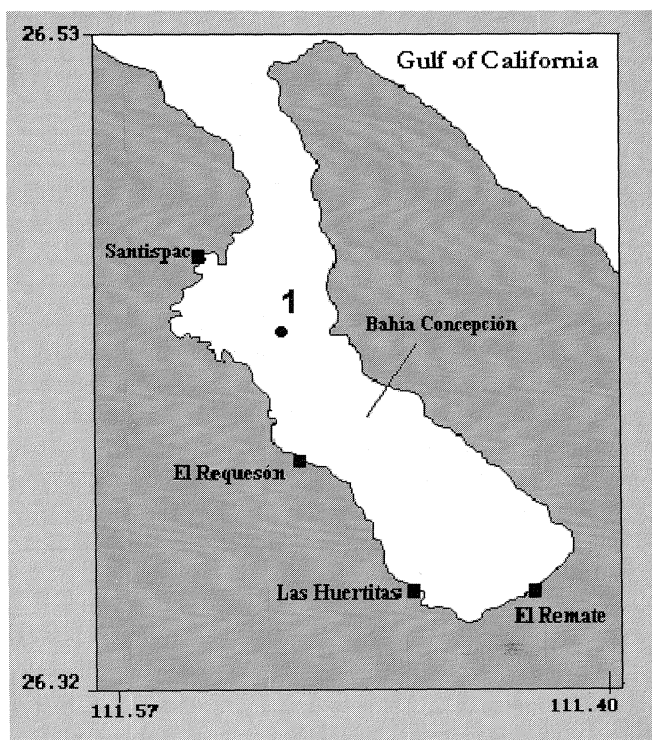 26.53
Gulf of California
Santispac
1
Bahía Concepción
El Requesón
Las Huertitas
El Remate
26.32
111.57
111.40